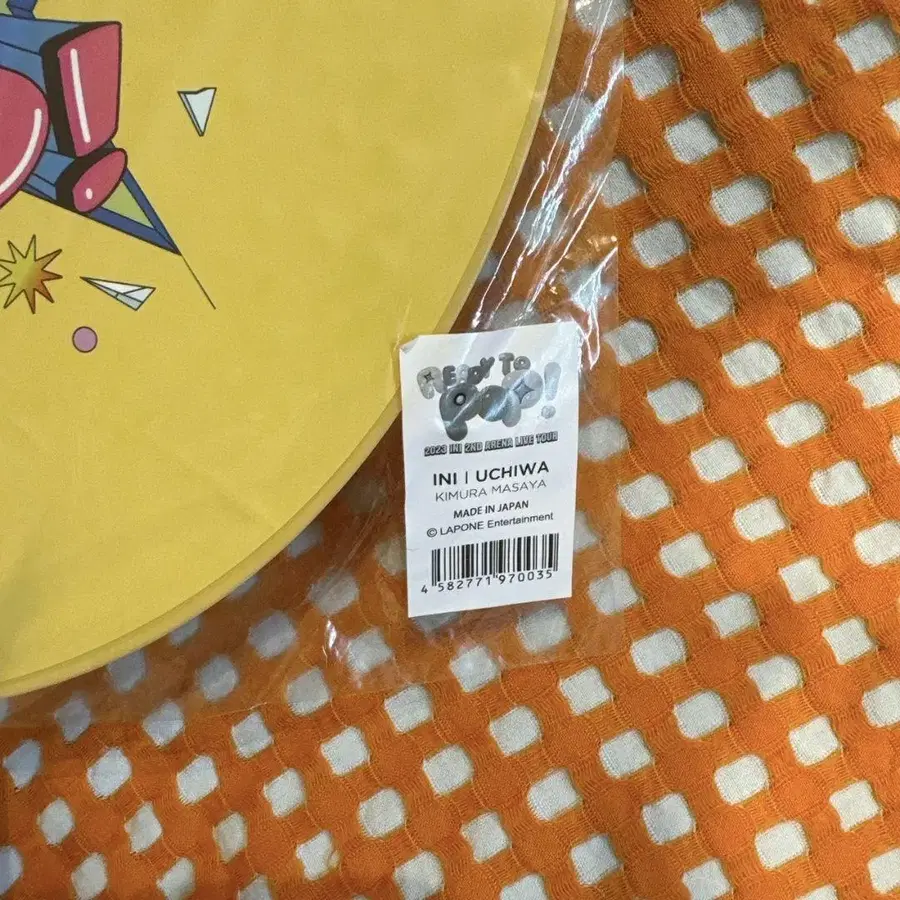 READY TO
POP!
2023 INI 2ND ARENA LIVE TOUR
INI | UCHIWA
KIMURA MASAYA
MADE IN JAPAN
© LAPONE Entertainment
4 582771 970035